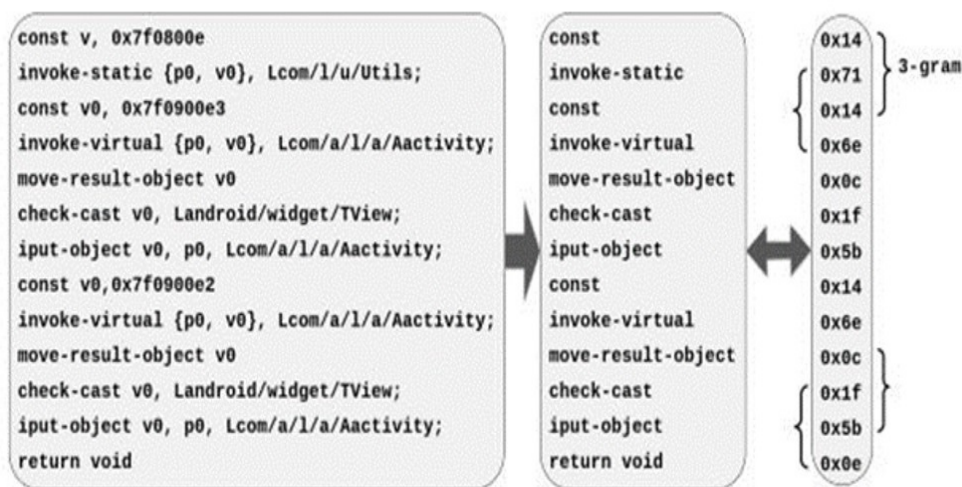 const v, 0x7f0800e
invoke-static {p0, v0}, Lcom/l/u/Utils;
const v0, 0x7f0900e3
invoke-virtual {p0, v0}, Lcom/a/l/a/Aactivity;
move-result-object v0
check-cast v0, Landroid/widget/TView;
iput-object v0, p0, Lcom/a/l/a/Aactivity;
const v0,0x7f0800e2
invoke-virtual {p0, v0}, Lcom/a/l/a/Aactivity;
move-result-object v0
check-cast v0, Landroid/widget/TView;
iput-object v0, p0, Lcom/a/l/a/Aactivity;
return void
const
invoke-static
const
invoke-virtual
move-result-object
check-cast
iput-object
const
invoke-virtual
move-result-object
check-cast
iput-object
return void
0x14
0x71
0x14
0x6e
0x0c
0x1f
0x5b
0x14
0x6e
0x0c
0x1f
0x5b
0x0e
3-gram